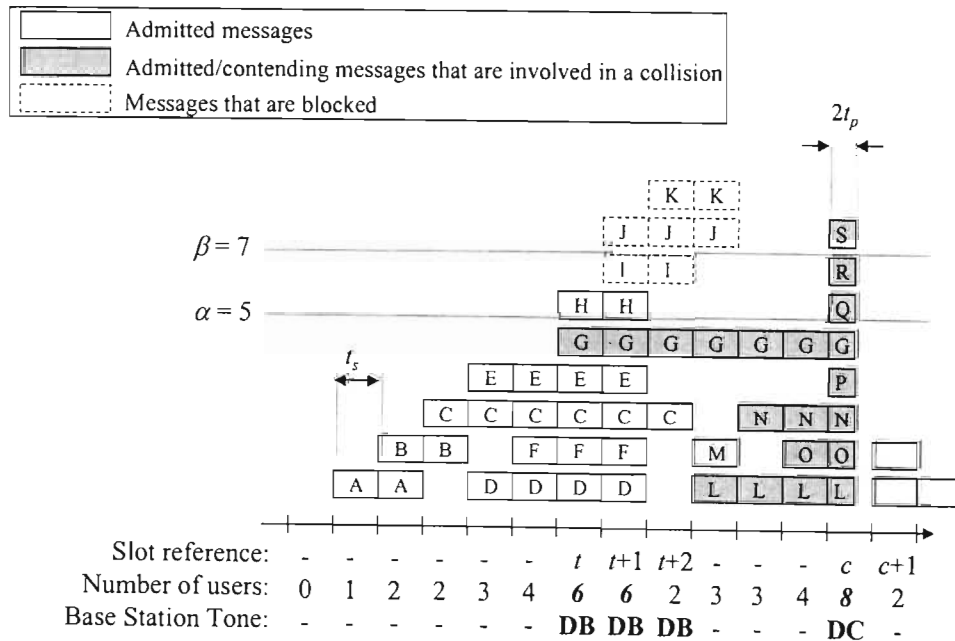 Admitted messages
Admitted/contending messages that are involved in a collision
Messages that are blocked
2tₚ
K K
J J J S
β = 7
I I R
H H Q
α = 5
G G G G G G G
tₛ
E E E E P
C C C C C C N N N
B B F F F M O O
A A D D D D L L L L
Slot reference: - - - - - - t t+1 t+2 - - - c c+1
Number of users: 0 1 2 2 3 4 6 6 2 3 3 4 8 2
Base Station Tone: - - - - - - DB DB DB - - - DC -